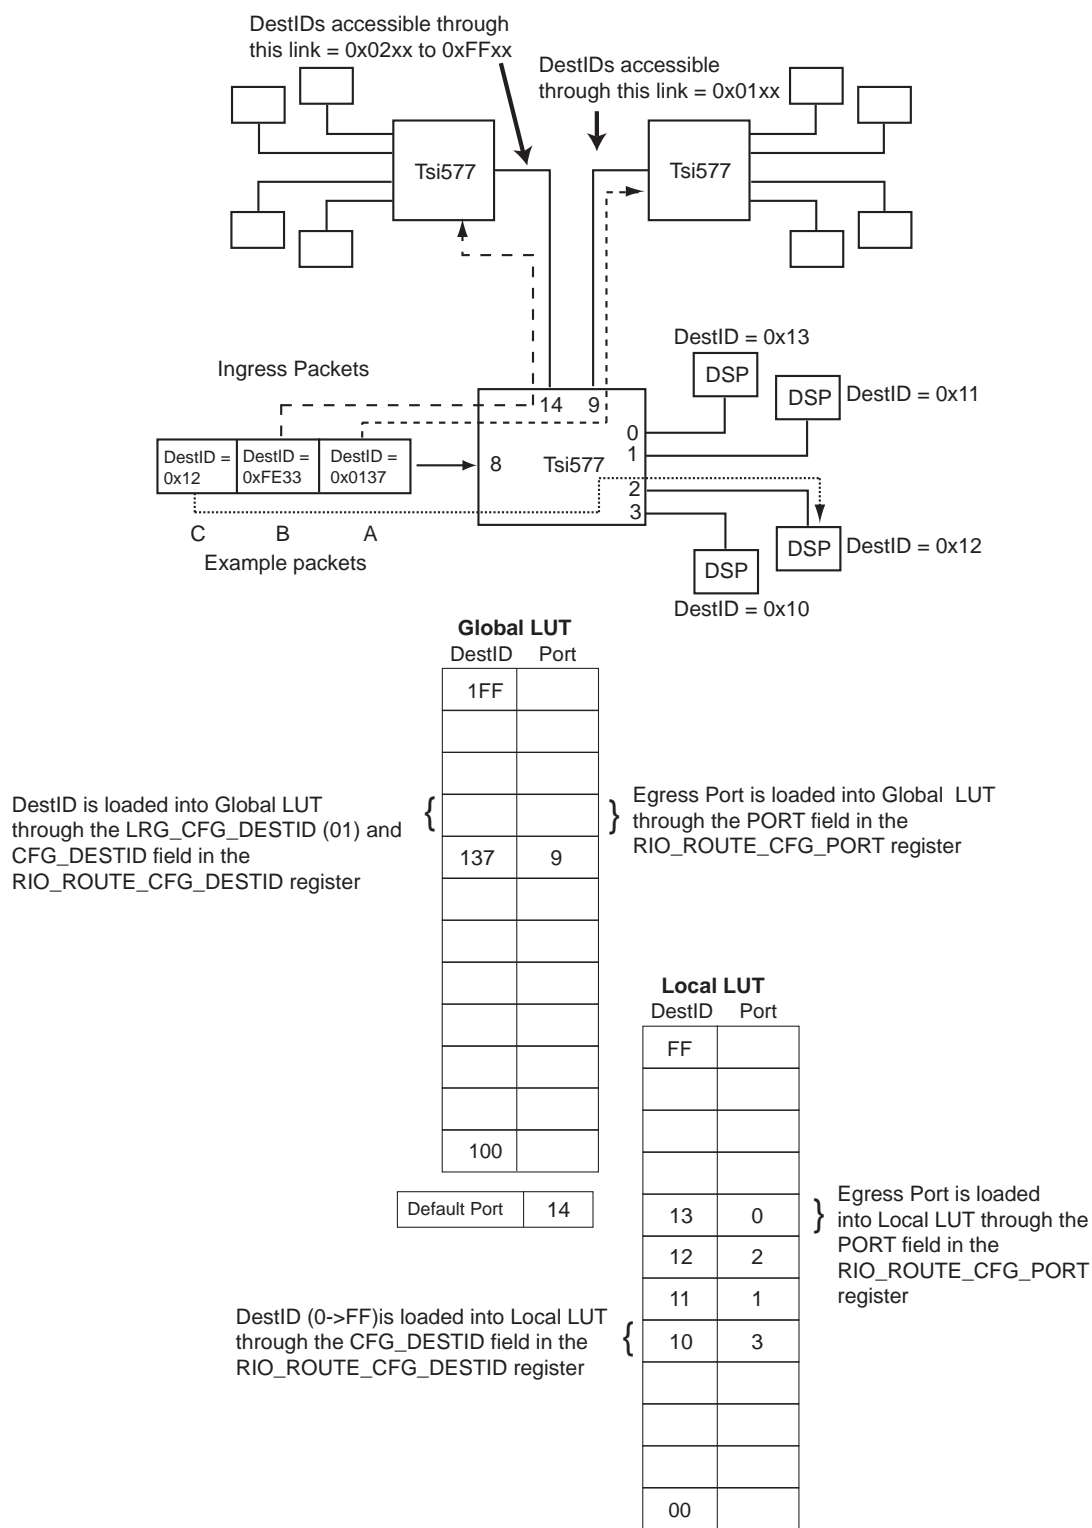 DestIDs accessible through
this link = 0x02xx to 0xFFxx
DestIDs accessible
through this link = 0x01xx
Tsi577
Tsi577
DestID = 0x13
Ingress Packets
DSP
DSP
DestID = 0x11
14
9
0
1
DestID =
0x12
DestID =
0xFE33
DestID =
0x0137
8
Tsi577
2
3
C
B
A
DSP
DestID = 0x12
Example packets
DSP
DestID = 0x10
Global LUT
DestID Port
1FF
DestID is loaded into Global LUT
through the LRG_CFG_DESTID (01) and
CFG_DESTID field in the
RIO_ROUTE_CFG_DESTID register
{
}
Egress Port is loaded into Global LUT
through the PORT field in the
RIO_ROUTE_CFG_PORT register
137 9
100
Default Port 14
Local LUT
DestID Port
FF
13 0
12 2
11 1
10 3
00
}
Egress Port is loaded
into Local LUT through the
PORT field in the
RIO_ROUTE_CFG_PORT
register
DestID (0->FF)is loaded into Local LUT
through the CFG_DESTID field in the
RIO_ROUTE_CFG_DESTID register
{